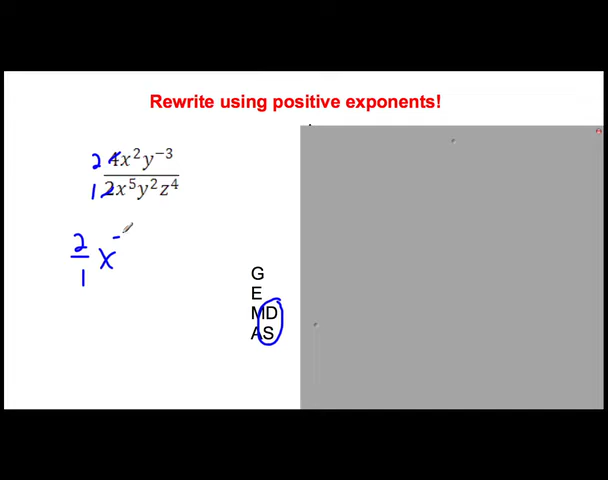 Rewrite using positive exponents!
2 4x²y⁻³
1 2x⁵y²z⁴
2/1 x⁻
G
E
MD
AS